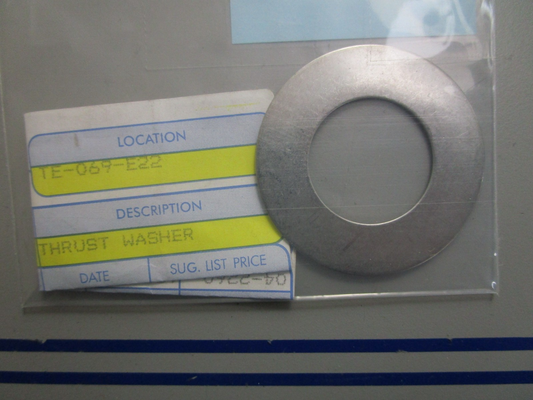 LOCATION
TE-069-E22
DESCRIPTION
THRUST WASHER
DATE SUG. LIST PRICE